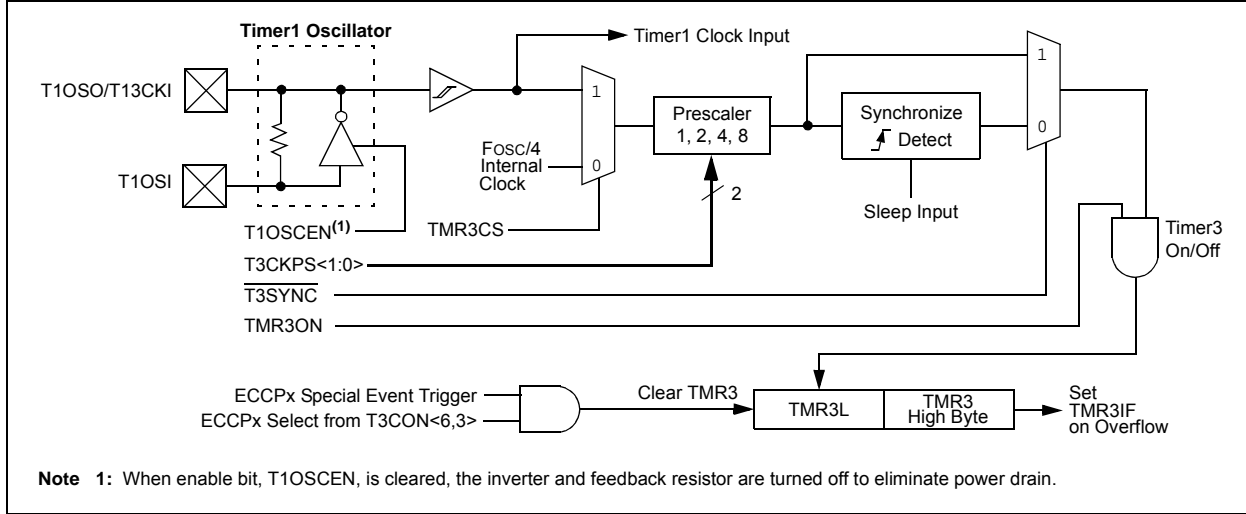 Timer1 Oscillator
Timer1 Clock Input
T1OSO/T13CKI
1
Prescaler
1, 2, 4, 8
Synchronize
Detect
1
0
FOSC/4
Internal
Clock
0
T1OSI
2
Sleep Input
T1OSCEN(1)
TMR3CS
Timer3
On/Off
T3CKPS<1:0>
T3SYNC
TMR3ON
ECCPx Special Event Trigger
ECCPx Select from T3CON<6,3>
Clear TMR3
TMR3L
TMR3
High Byte
Set
TMR3IF
on Overflow
Note 1: When enable bit, T1OSCEN, is cleared, the inverter and feedback resistor are turned off to eliminate power drain.